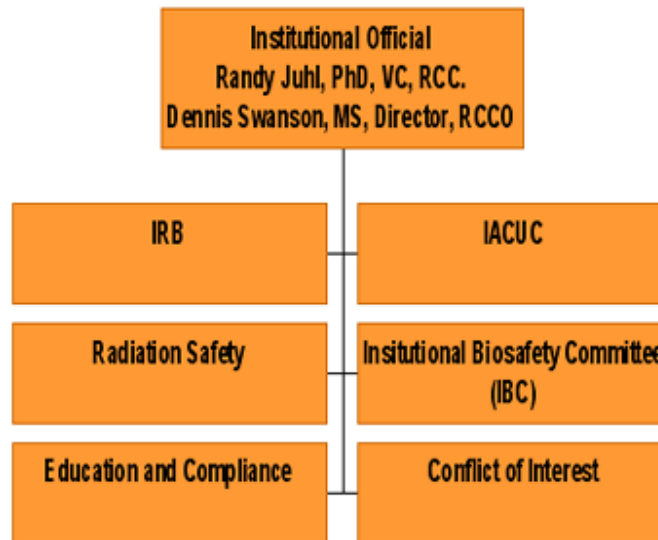 Institutional Official
Randy Juhl, PhD, VC, RCC.
Dennis Swanson, MS, Director, RCCO
IRB
IACUC
Radiation Safety
Insitutional Biosafety Committee
(IBC)
Education and Compliance
Conflict of Interest